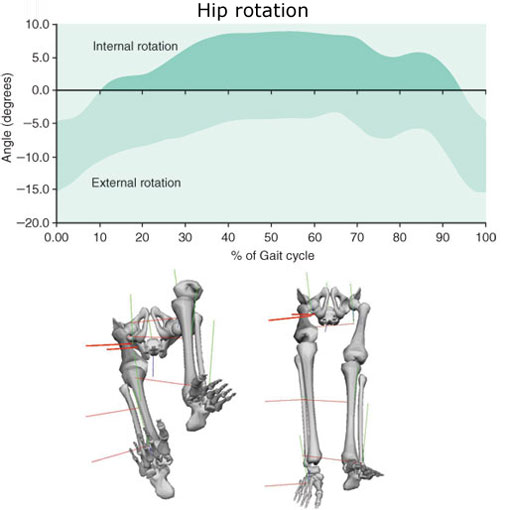 Hip rotation
10.0
Internal rotation
5.0
0.0
Angle (degrees)
−5.0
−10.0
External rotation
−15.0
−20.0
0.00 10 20 30 40 50 60 70 80 90 100
% of Gait cycle